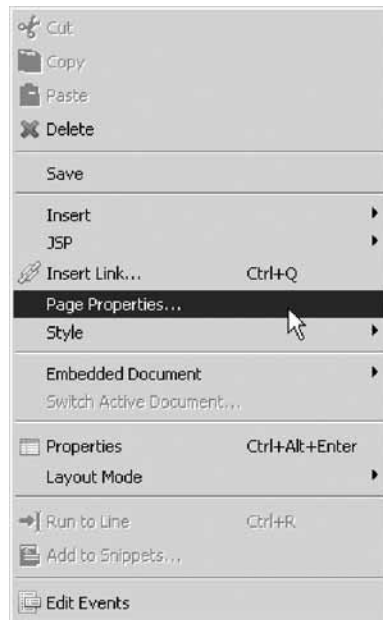 Cut
Copy
Paste
Delete
Save
Insert
JSP
Insert Link... Ctrl+Q
Page Properties...
Style
Embedded Document
Switch Active Document...
Properties Ctrl+Alt+Enter
Layout Mode
Run to Line Ctrl+R
Add to Snippets...
Edit Events